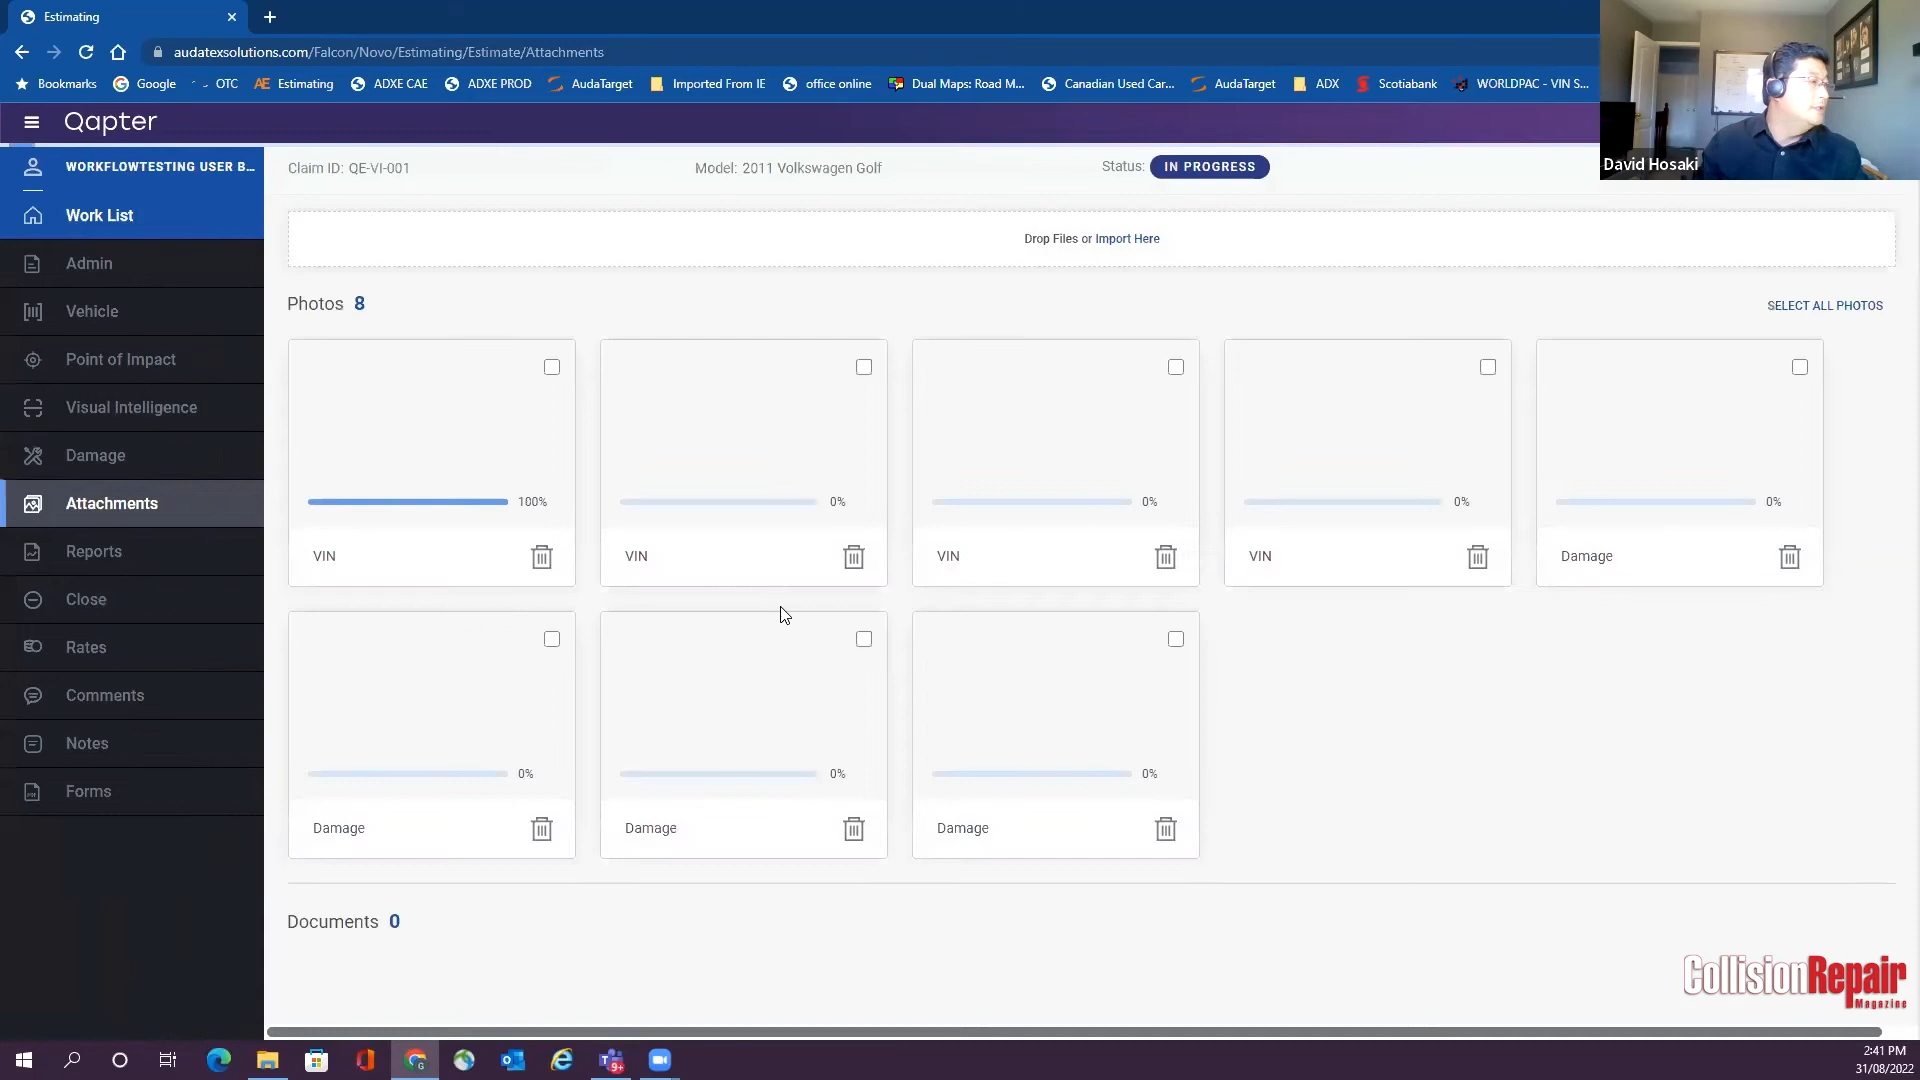 Estimating
audatexsolutions.com/Falcon/Novo/Estimating/Estimate/Attachments
Bookmarks Google OTC AE Estimating ADXE CAE ADXE PROD AudaTarget Imported From IE office online Dual Maps: Road M... Canadian Used Car... AudaTarget ADX Scotiabank WORLDPAC - VIN S...
David Hosaki
Qapter
WORKFLOWTESTING USER B...
Work List
Admin
Vehicle
Point of Impact
Visual Intelligence
Damage
Attachments
Reports
Close
Rates
Comments
Notes
Forms
Claim ID: QE-VI-001 Model: 2011 Volkswagen Golf Status: IN PROGRESS
Drop Files or Import Here
Photos 8 SELECT ALL PHOTOS
100% 0% 0% 0% 0%
VIN VIN VIN VIN Damage
0% 0% 0%
Damage Damage Damage
Documents 0
CollisionRepair
Magazine
9+
2:41 PM
31/08/2022